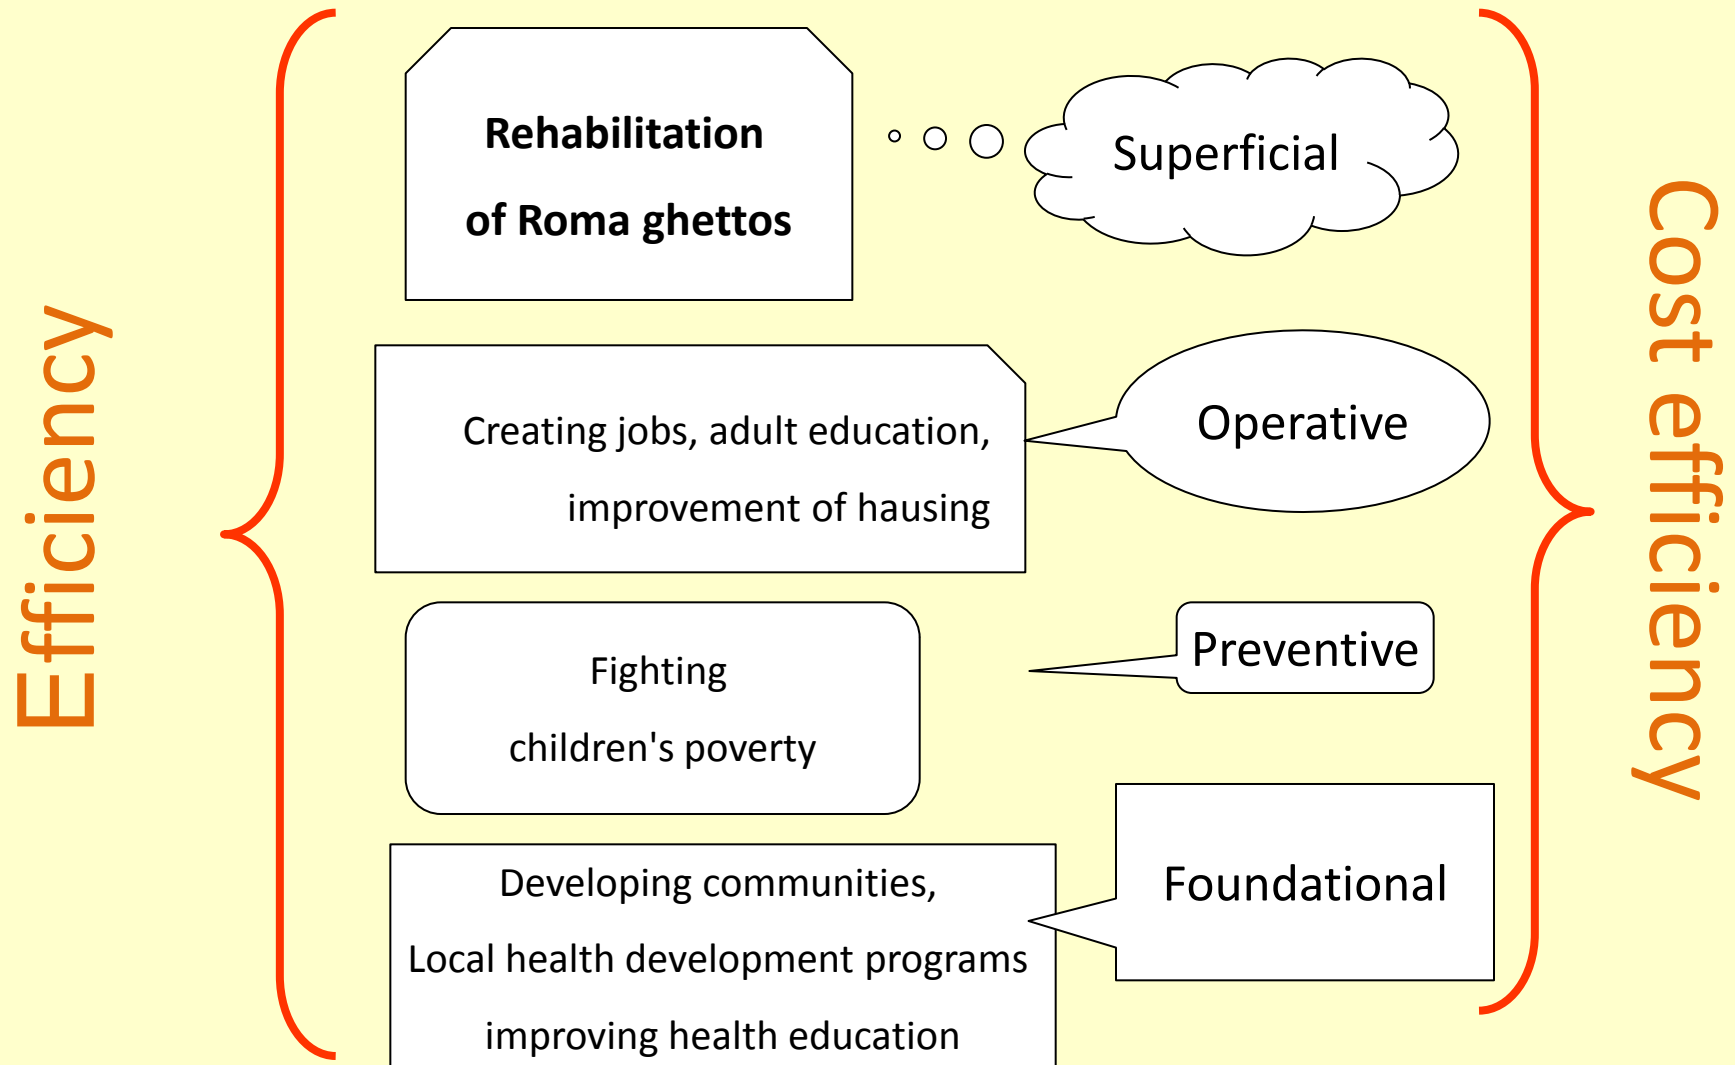 Efficiency
Rehabilitation
of Roma ghettos
Superficial
Creating jobs, adult education,
improvement of hausing
Operative
Fighting
children's poverty
Preventive
Developing communities,
Local health development programs
improving health education
Foundational
Cost efficiency